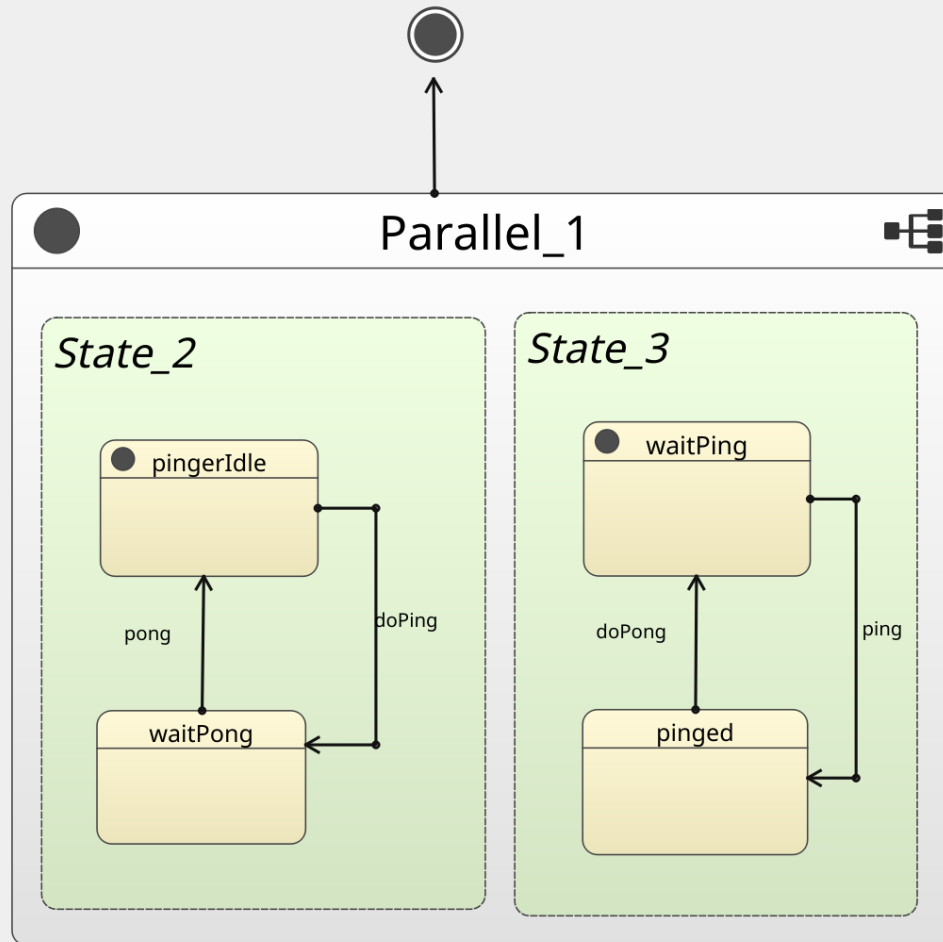 Parallel_1
State_2
pingerIdle
doPing
pong
waitPong
State_3
waitPing
doPong
ping
pinged